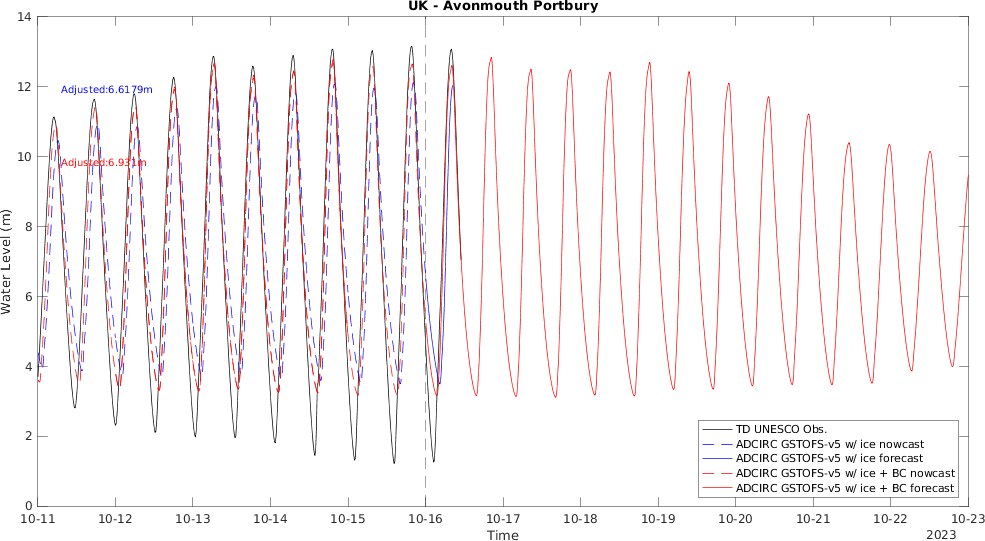 UK - Avonmouth Portbury
14
12
10
8
6
4
2
0
Water Level (m)
Adjusted:6.6179m
Adjusted:6.931m
TD UNESCO Obs.
ADCIRC GSTOFS-v5 w/ ice nowcast
ADCIRC GSTOFS-v5 w/ ice forecast
ADCIRC GSTOFS-v5 w/ ice + BC nowcast
ADCIRC GSTOFS-v5 w/ ice + BC forecast
10-11 10-12 10-13 10-14 10-15 10-16 10-17 10-18 10-19 10-20 10-21 10-22 10-23
Time
2023